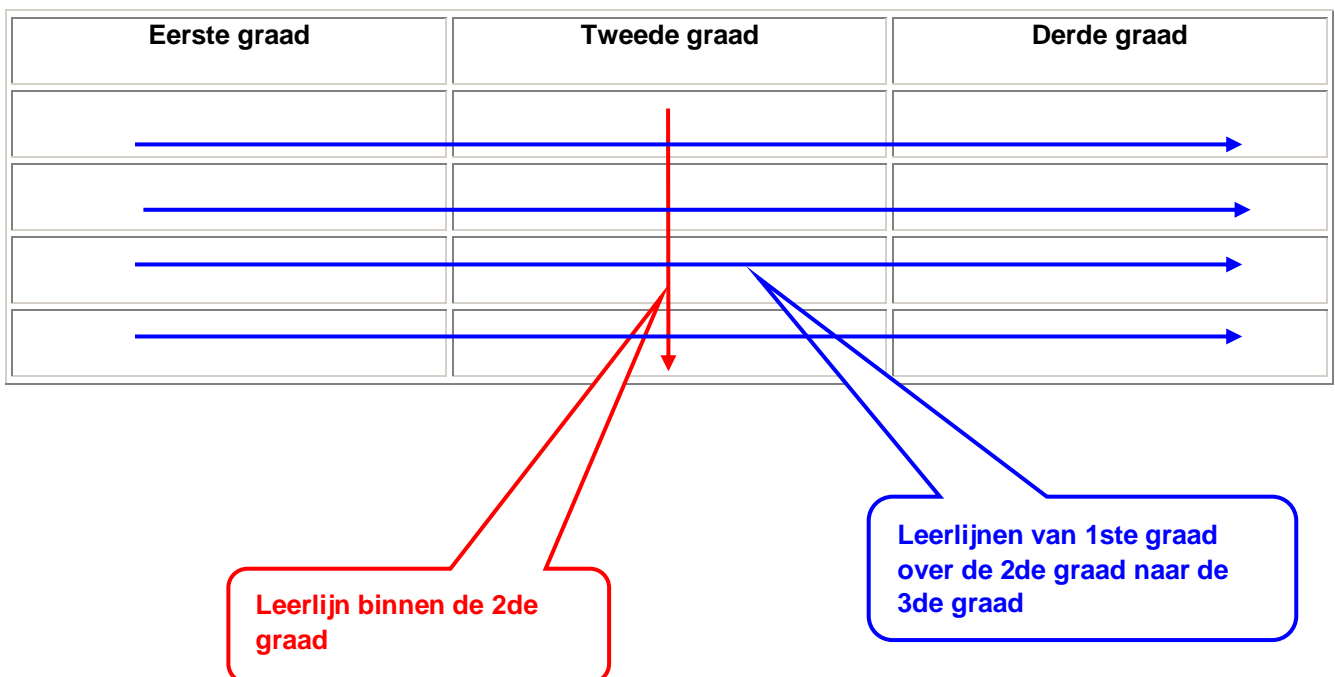 Eerste graad
Tweede graad
Derde graad
Leerlijnen van 1ste graad
over de 2de graad naar de
3de graad
Leerlijn binnen de 2de
graad